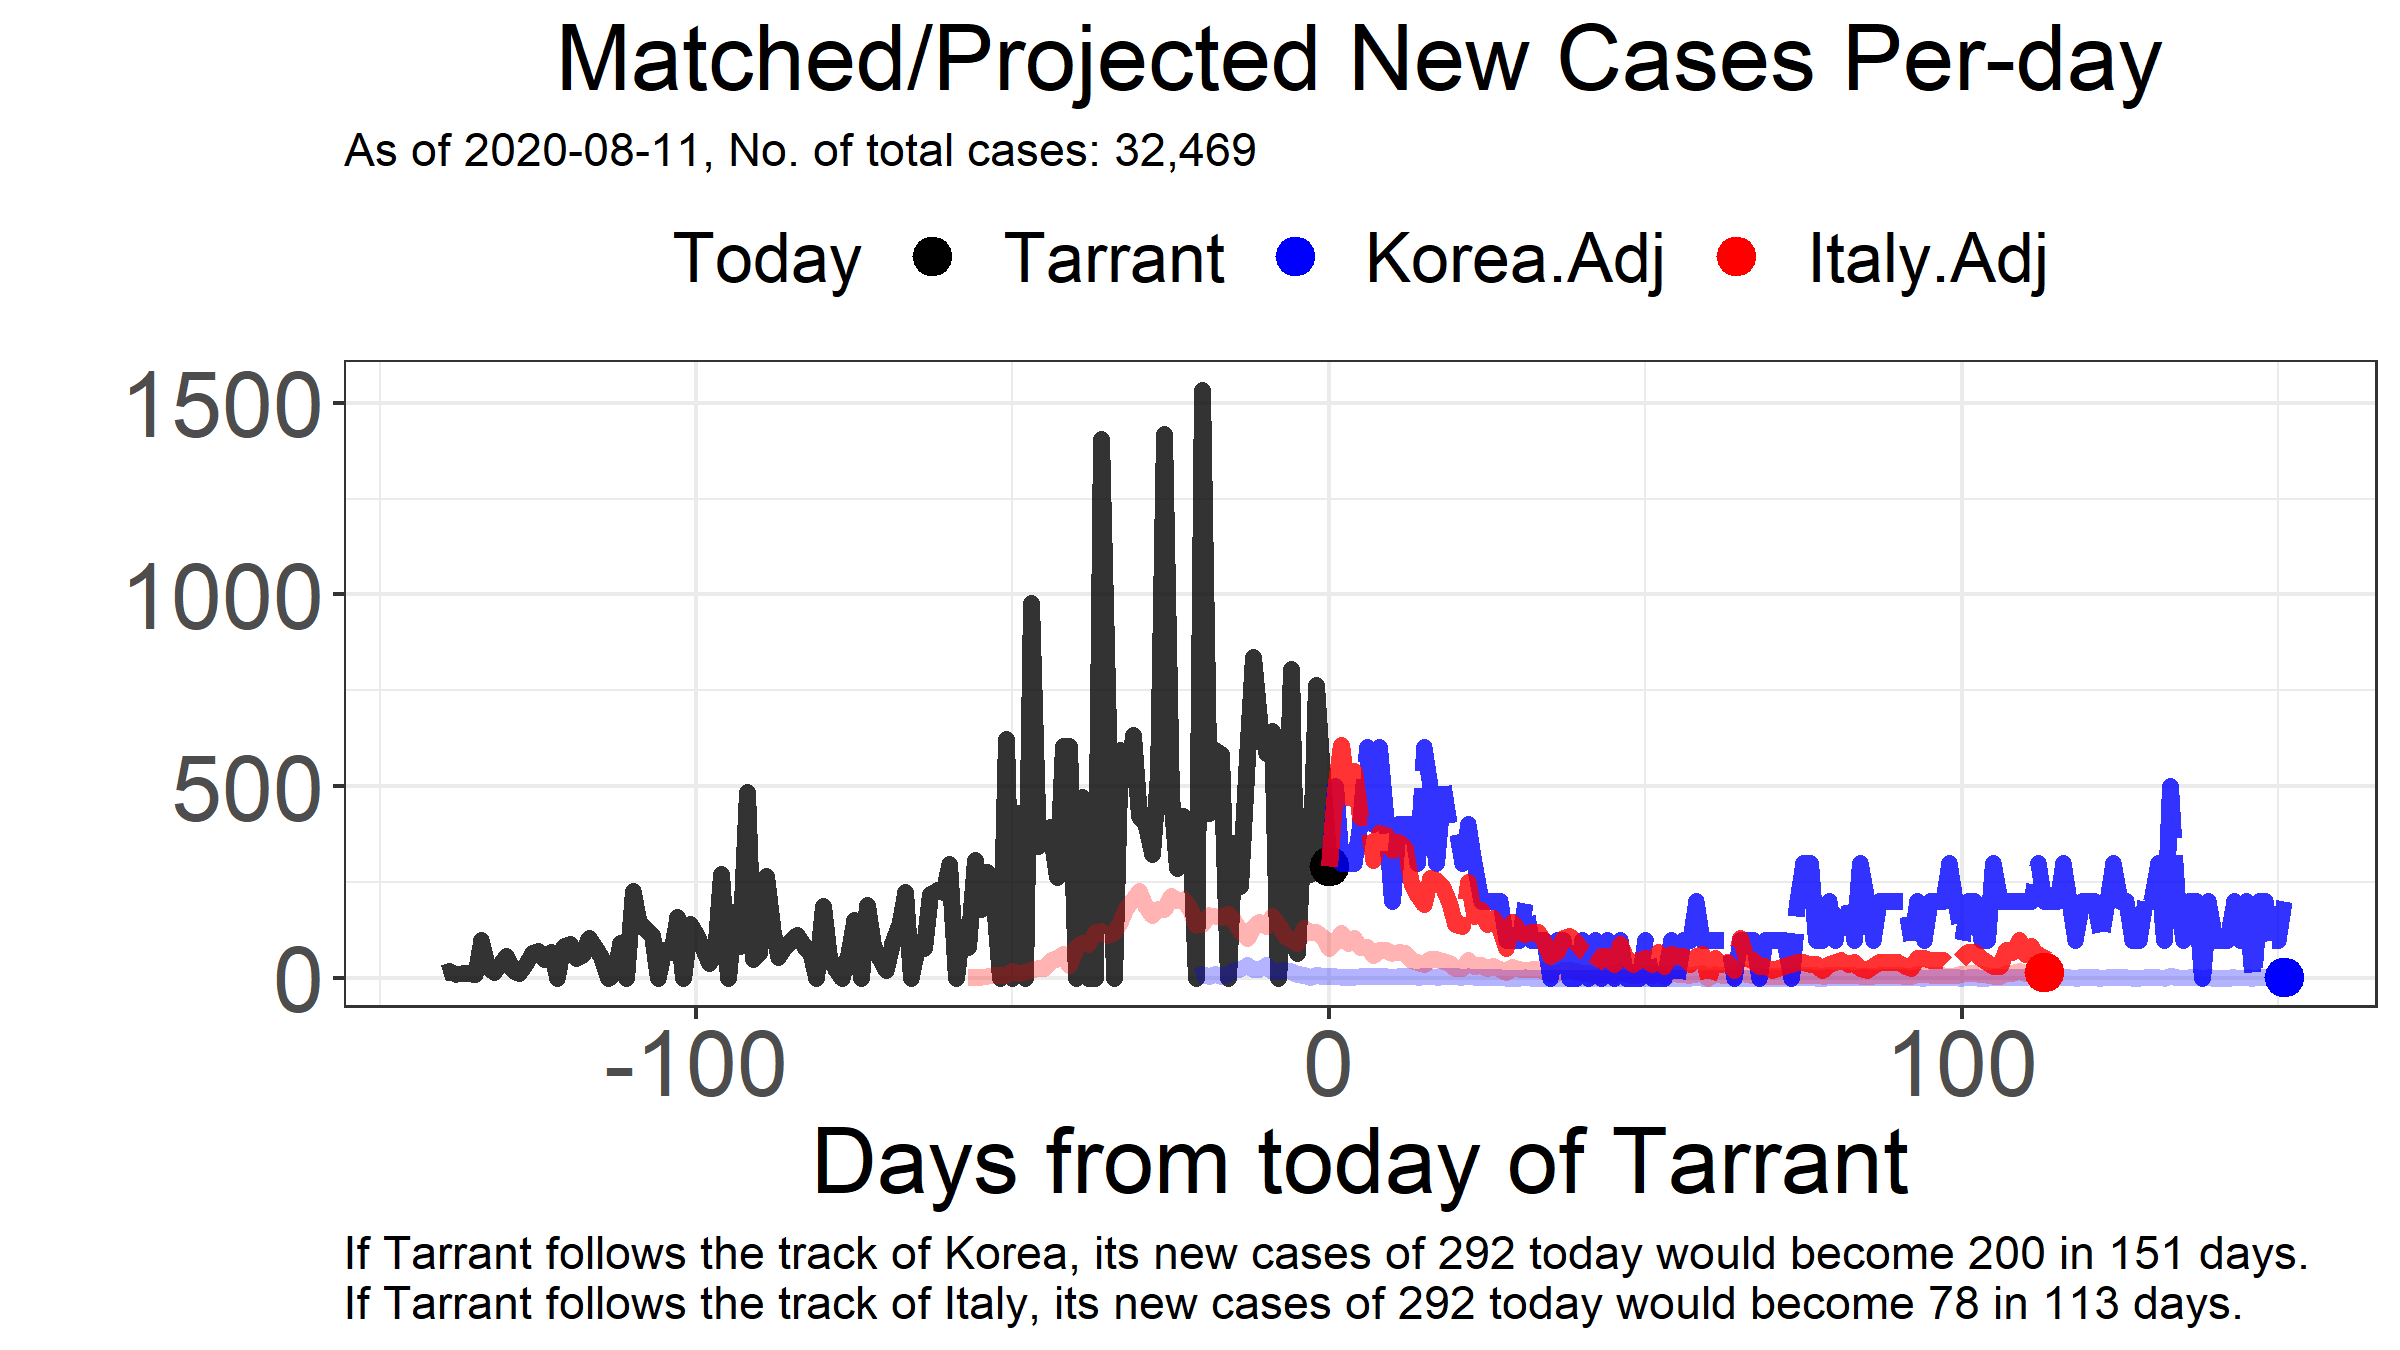 Matched/Projected New Cases Per-day
As of 2020-08-11, No. of total cases: 32,469
Today Tarrant Korea.Adj Italy.Adj
1500
1000
500
0
-100 0 100
Days from today of Tarrant
If Tarrant follows the track of Korea, its new cases of 292 today would become 200 in 151 days.
If Tarrant follows the track of Italy, its new cases of 292 today would become 78 in 113 days.